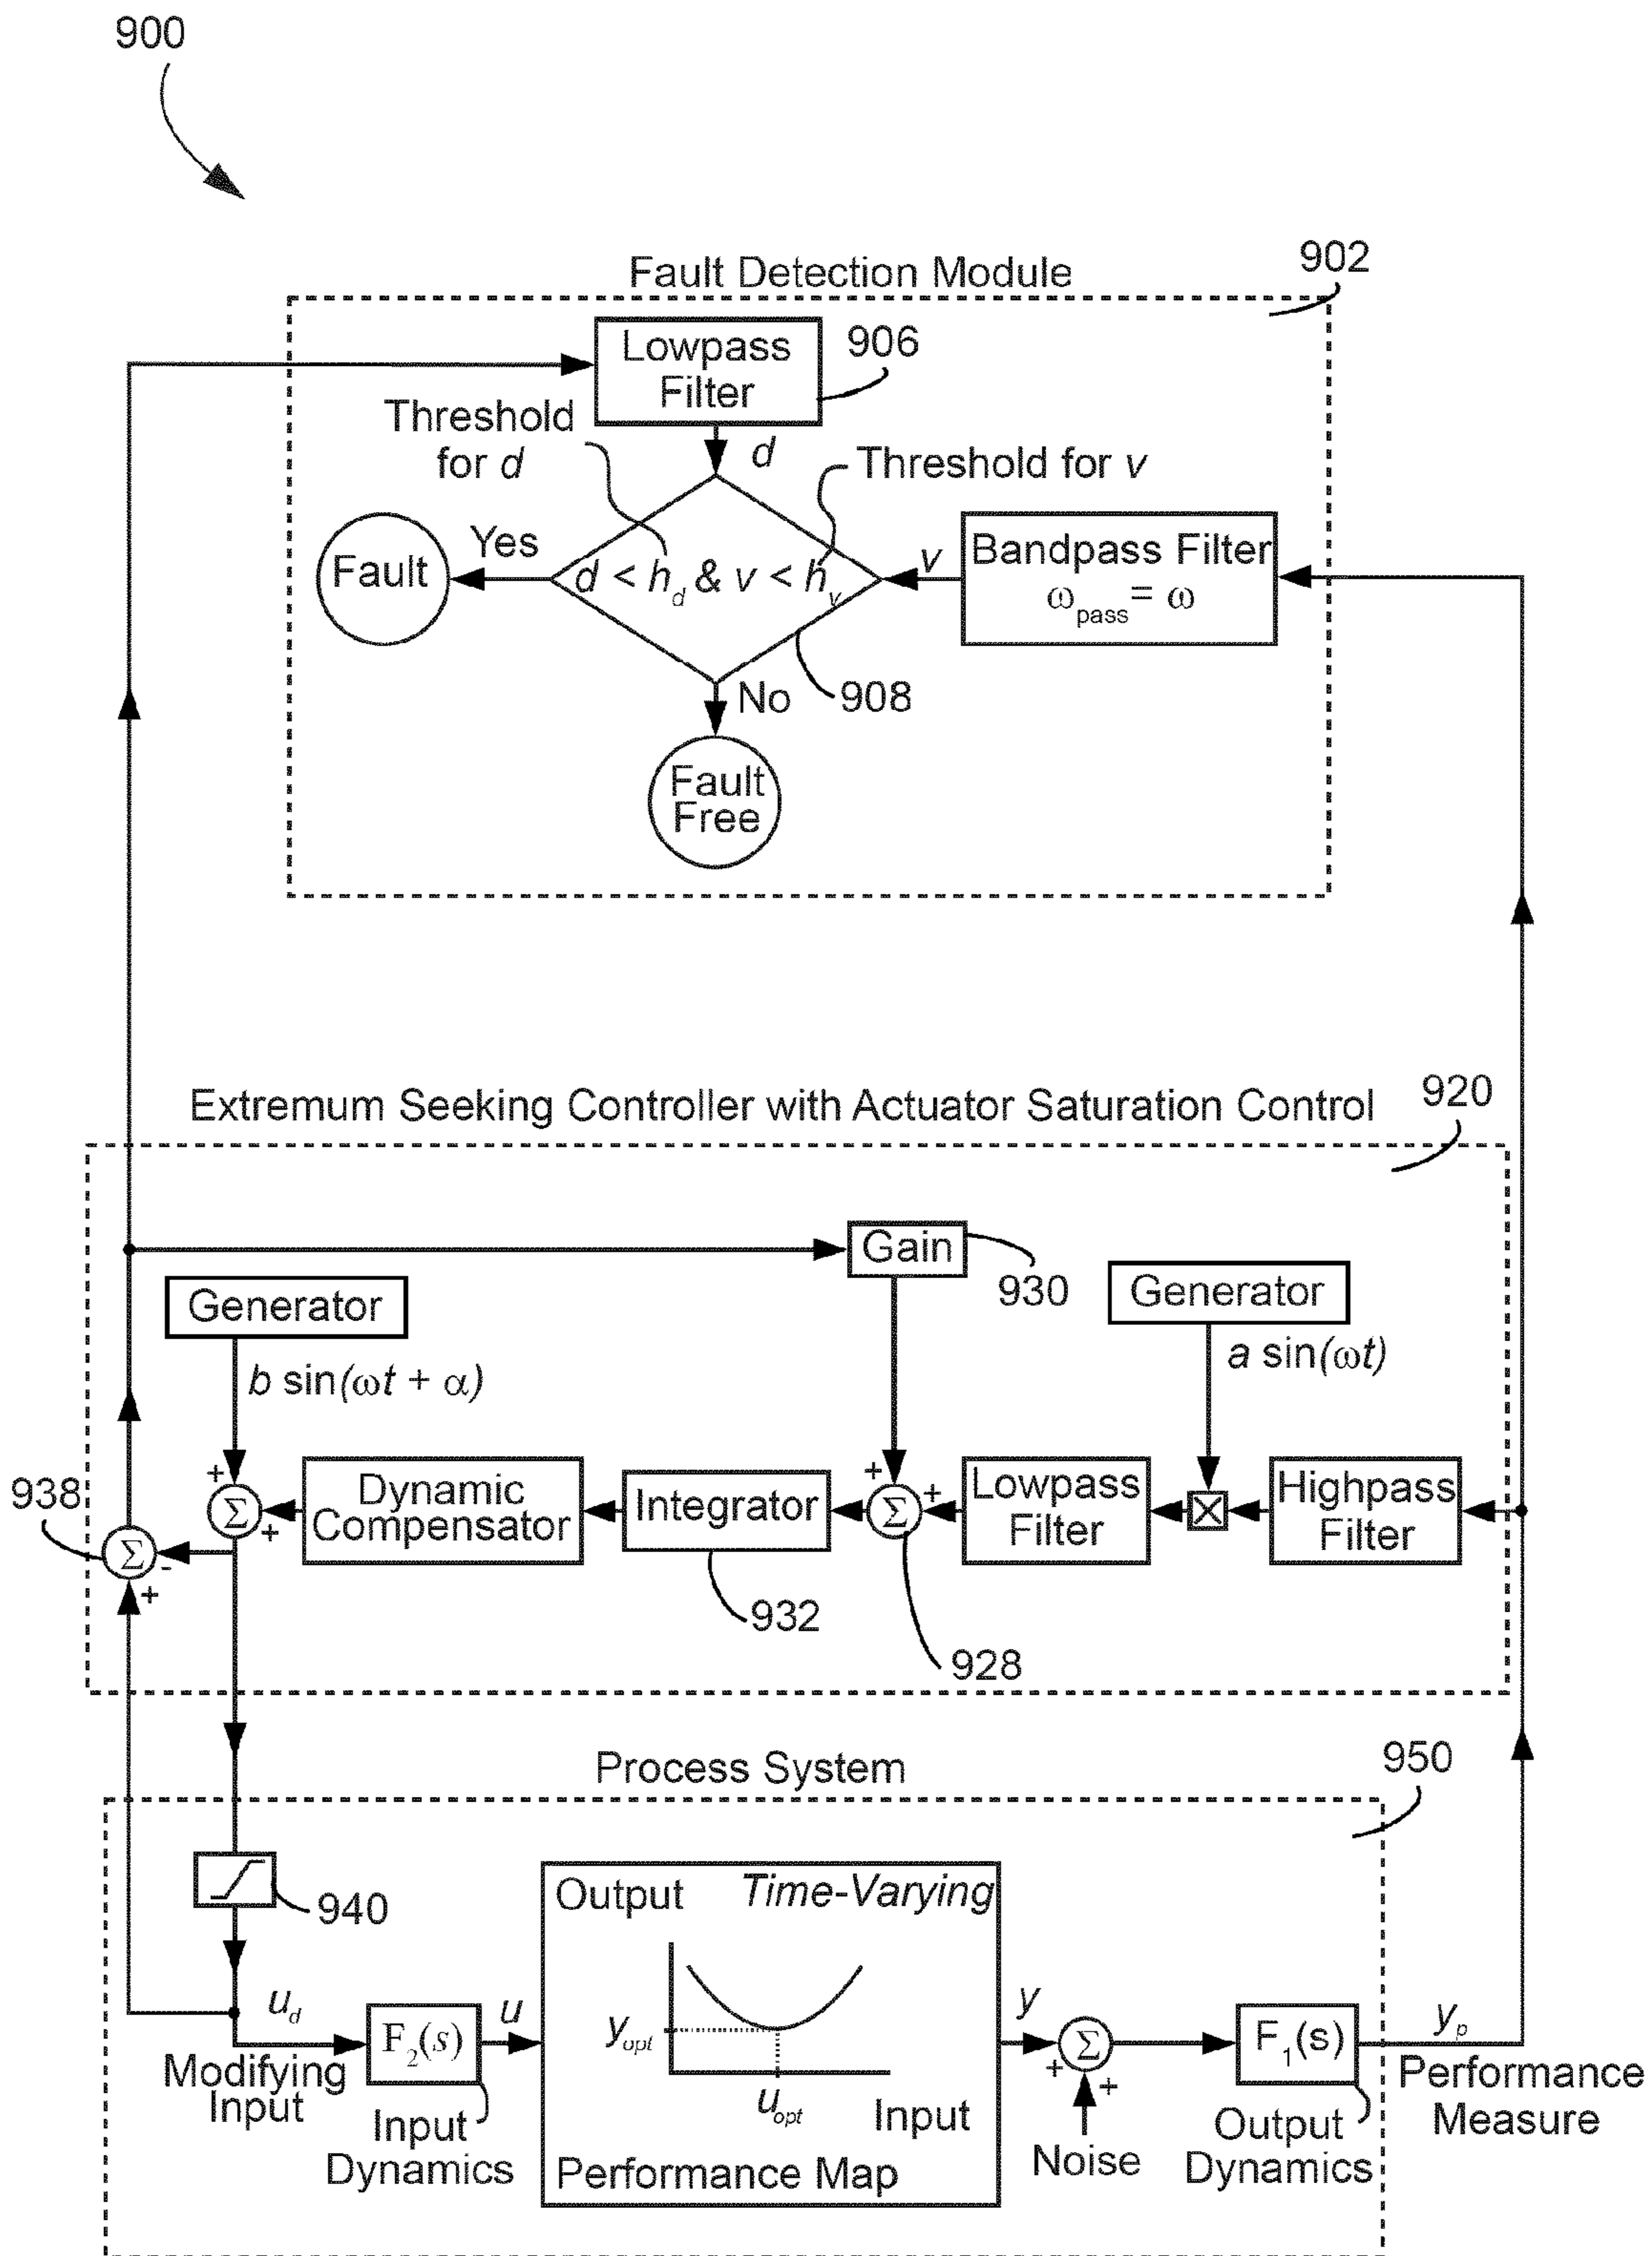 900
Fault Detection Module
902
Lowpass
Filter
906
Threshold
for d
d
Threshold for v
Fault
Yes
d < h_d & v < h_v
v
Bandpass Filter
ω_pass = ω
No
908
Fault
Free
Extremum Seeking Controller with Actuator Saturation Control
920
Gain
930
Generator
Generator
b sin(ωt + α)
a sin(ωt)
938
Σ
-
+
+
Σ
+
Dynamic
Compensator
Integrator
932
+
Σ
+
928
Lowpass
Filter
Highpass
Filter
Process System
950
940
u_d
Modifying
Input
F_2(s)
Input
Dynamics
u
Output
Time-Varying
y_opt
u_opt
Input
Performance Map
y
+
Σ
+
Noise
F_1(s)
Output
Dynamics
y_p
Performance
Measure